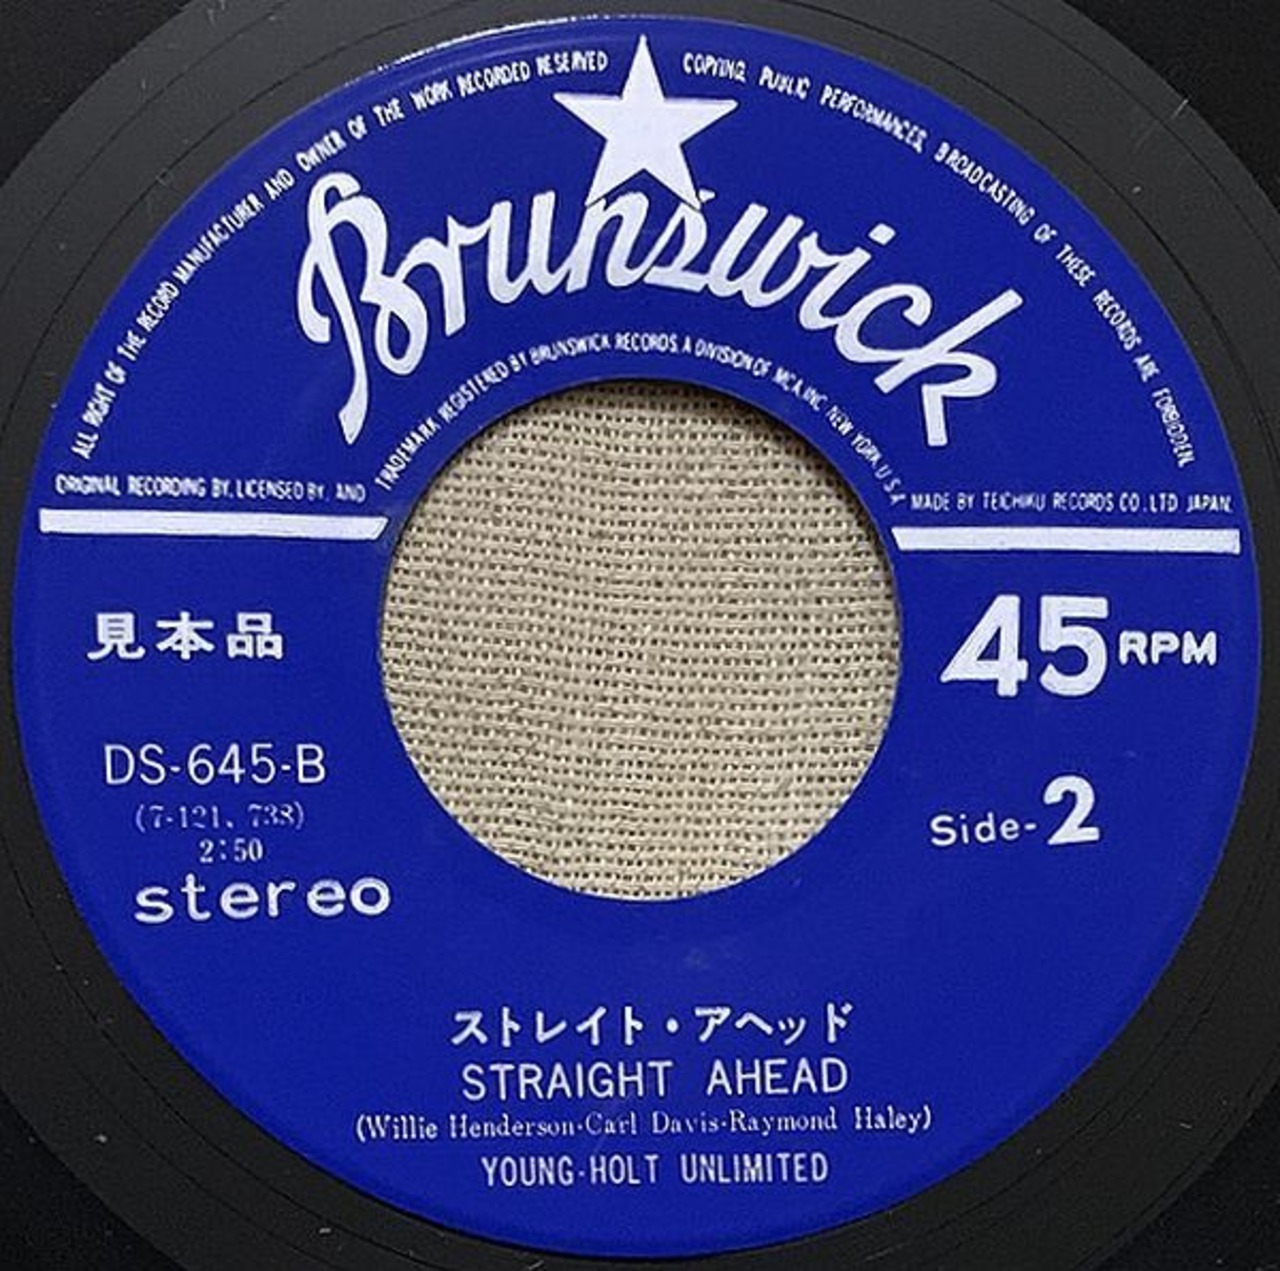 ALL RIGHT OF THE RECORD MANUFACTURER AND OWNER OF THE WORK RECORDED RESERVED
COPYING, PUBLIC PERFORMANCES, BROADCASTING OF THESE RECORDS ARE FORBIDDEN.
Brunswick
TRADEMARK REGISTERED BY BRUNSWICK RECORDS, A DIVISION OF MCA, INC. NEW YORK U.S.A.
ORIGINAL RECORDING BY, LICENSED BY, AND
MADE BY TEICHIKU RECORDS CO., LTD. JAPAN.
見本品
45 RPM
DS-645-B
(7-121, 738)
2:50
stereo
Side-2
ストレイト・アヘッド
STRAIGHT AHEAD
(Willie Henderson-Carl Davis-Raymond Haley)
YOUNG-HOLT UNLIMITED